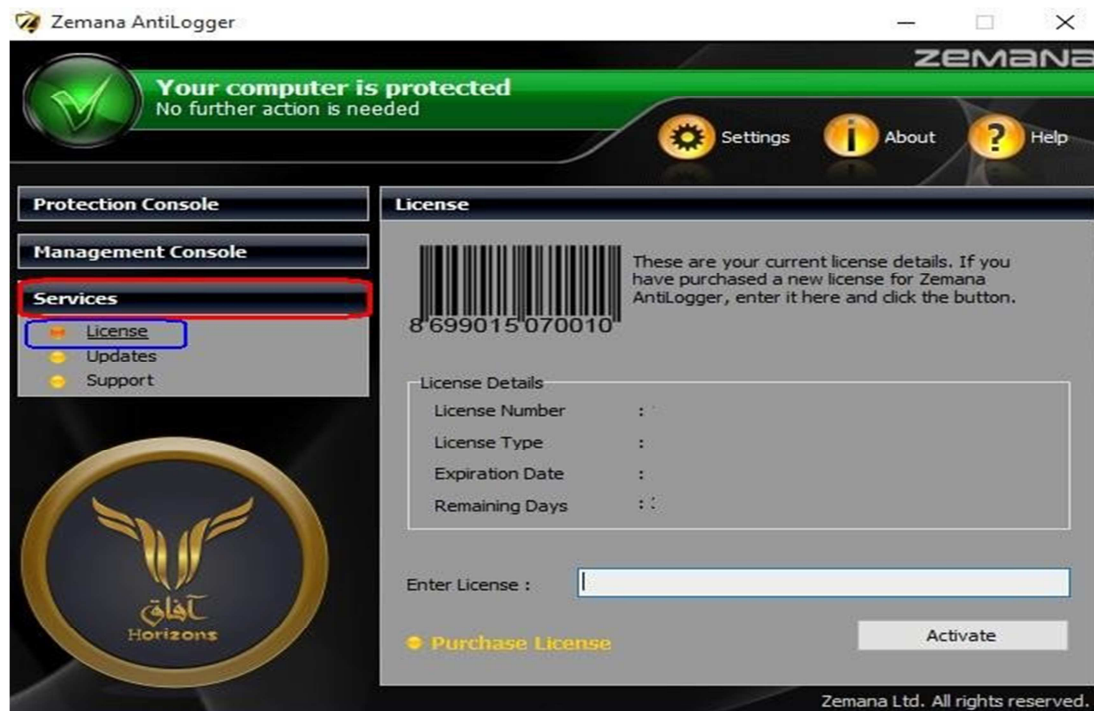 Zemana AntiLogger
ZEMANA
Your computer is protected
No further action is needed
Settings
About
Help
Protection Console
Management Console
Services
License
Updates
Support
آفاق
Horizons
License
8 699015 070010
These are your current license details. If you
have purchased a new license for Zemana
AntiLogger, enter it here and click the button.
License Details
License Number :
License Type :
Expiration Date :
Remaining Days :
Enter License :
Purchase License
Activate
Zemana Ltd. All rights reserved.